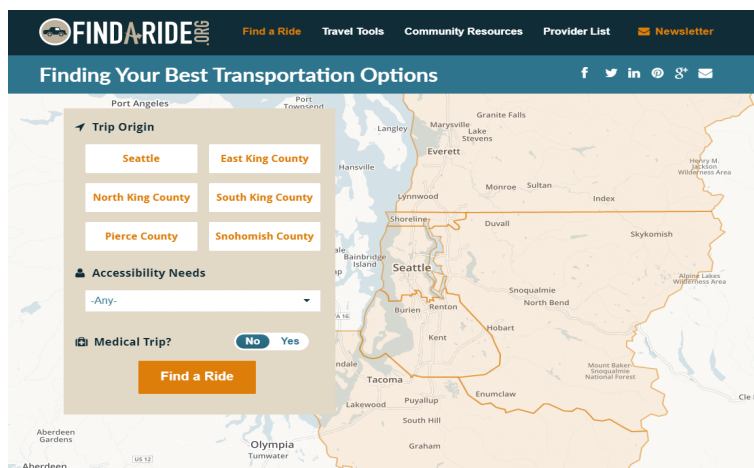 FINDARIDE.ORG
Find a Ride
Travel Tools
Community Resources
Provider List
Newsletter
Finding Your Best Transportation Options
Trip Origin
Seattle
East King County
North King County
South King County
Pierce County
Snohomish County
Accessibility Needs
-Any-
Medical Trip?
No
Yes
Find a Ride
Port Angeles
Port
Townsend
Granite Falls
Langley
Marysville
Lake
Stevens
Everett
Hansville
Henry M.
Jackson
Wilderness Area
Monroe
Sultan
Lynnwood
Index
Shoreline
Duvall
Skykomish
Bainbridge
Island
Seattle
Alpine Lakes
Wilderness Area
Snoqualmie
North Bend
Burien
Renton
Hobart
Kent
Mount Baker-
Snoqualmie
National Forest
Tacoma
Enumclaw
Puyallup
Lakewood
South Hill
Aberdeen
Gardens
Olympia
Graham
Tumwater
US 12
Aberdeen